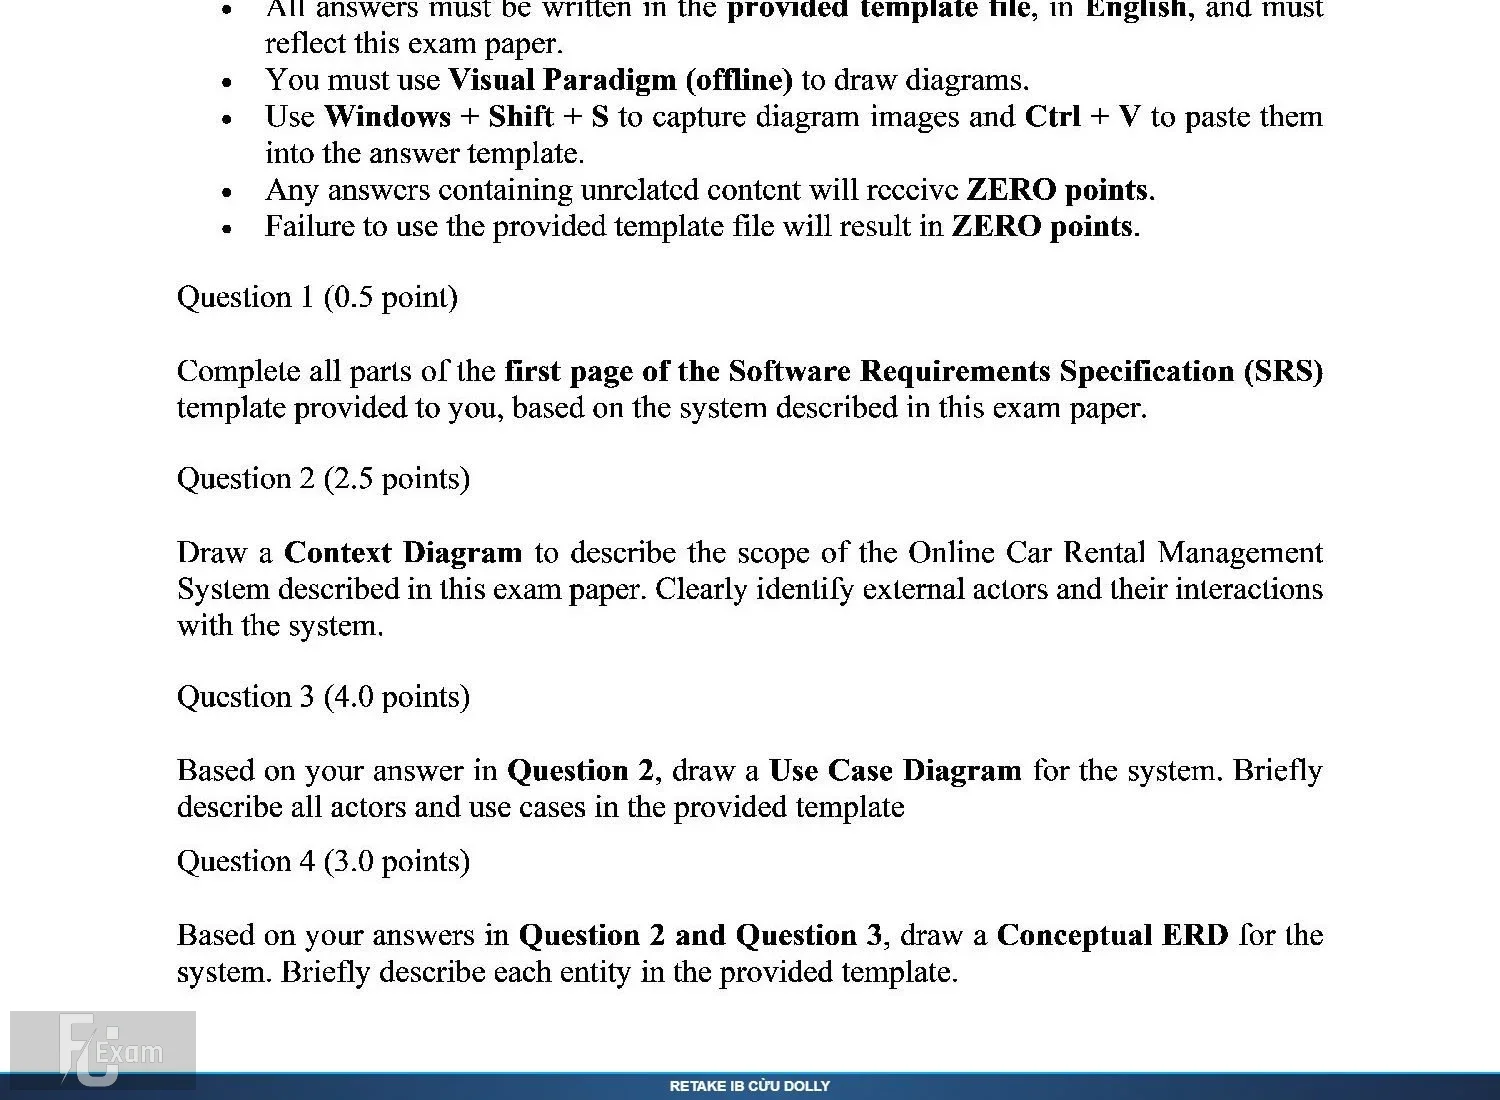 All answers must be written in the provided template file, in English, and must
reflect this exam paper.
• You must use Visual Paradigm (offline) to draw diagrams.
• Use Windows + Shift + S to capture diagram images and Ctrl + V to paste them
into the answer template.
• Any answers containing unrelated content will receive ZERO points.
• Failure to use the provided template file will result in ZERO points.
Question 1 (0.5 point)
Complete all parts of the first page of the Software Requirements Specification (SRS)
template provided to you, based on the system described in this exam paper.
Question 2 (2.5 points)
Draw a Context Diagram to describe the scope of the Online Car Rental Management
System described in this exam paper. Clearly identify external actors and their interactions
with the system.
Question 3 (4.0 points)
Based on your answer in Question 2, draw a Use Case Diagram for the system. Briefly
describe all actors and use cases in the provided template
Question 4 (3.0 points)
Based on your answers in Question 2 and Question 3, draw a Conceptual ERD for the
system. Briefly describe each entity in the provided template.
FU Exam
RETAKE IB CỪU DOLLY